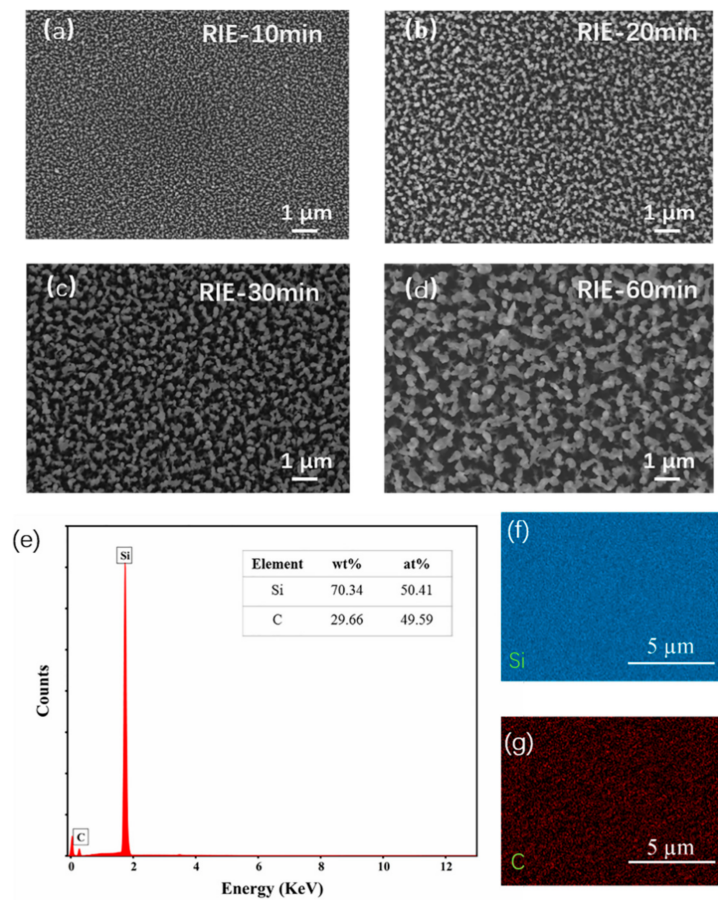 (a) RIE-10min
1 μm
(b) RIE-20min
1 μm
(c) RIE-30min
1 μm
(d) RIE-60min
1 μm
(e)
Si
C
Element wt% at%
Si 70.34 50.41
C 29.66 49.59
Counts
0 2 4 6 8 10 12
Energy (KeV)
(f)
5 μm
Si
(g)
5 μm
C